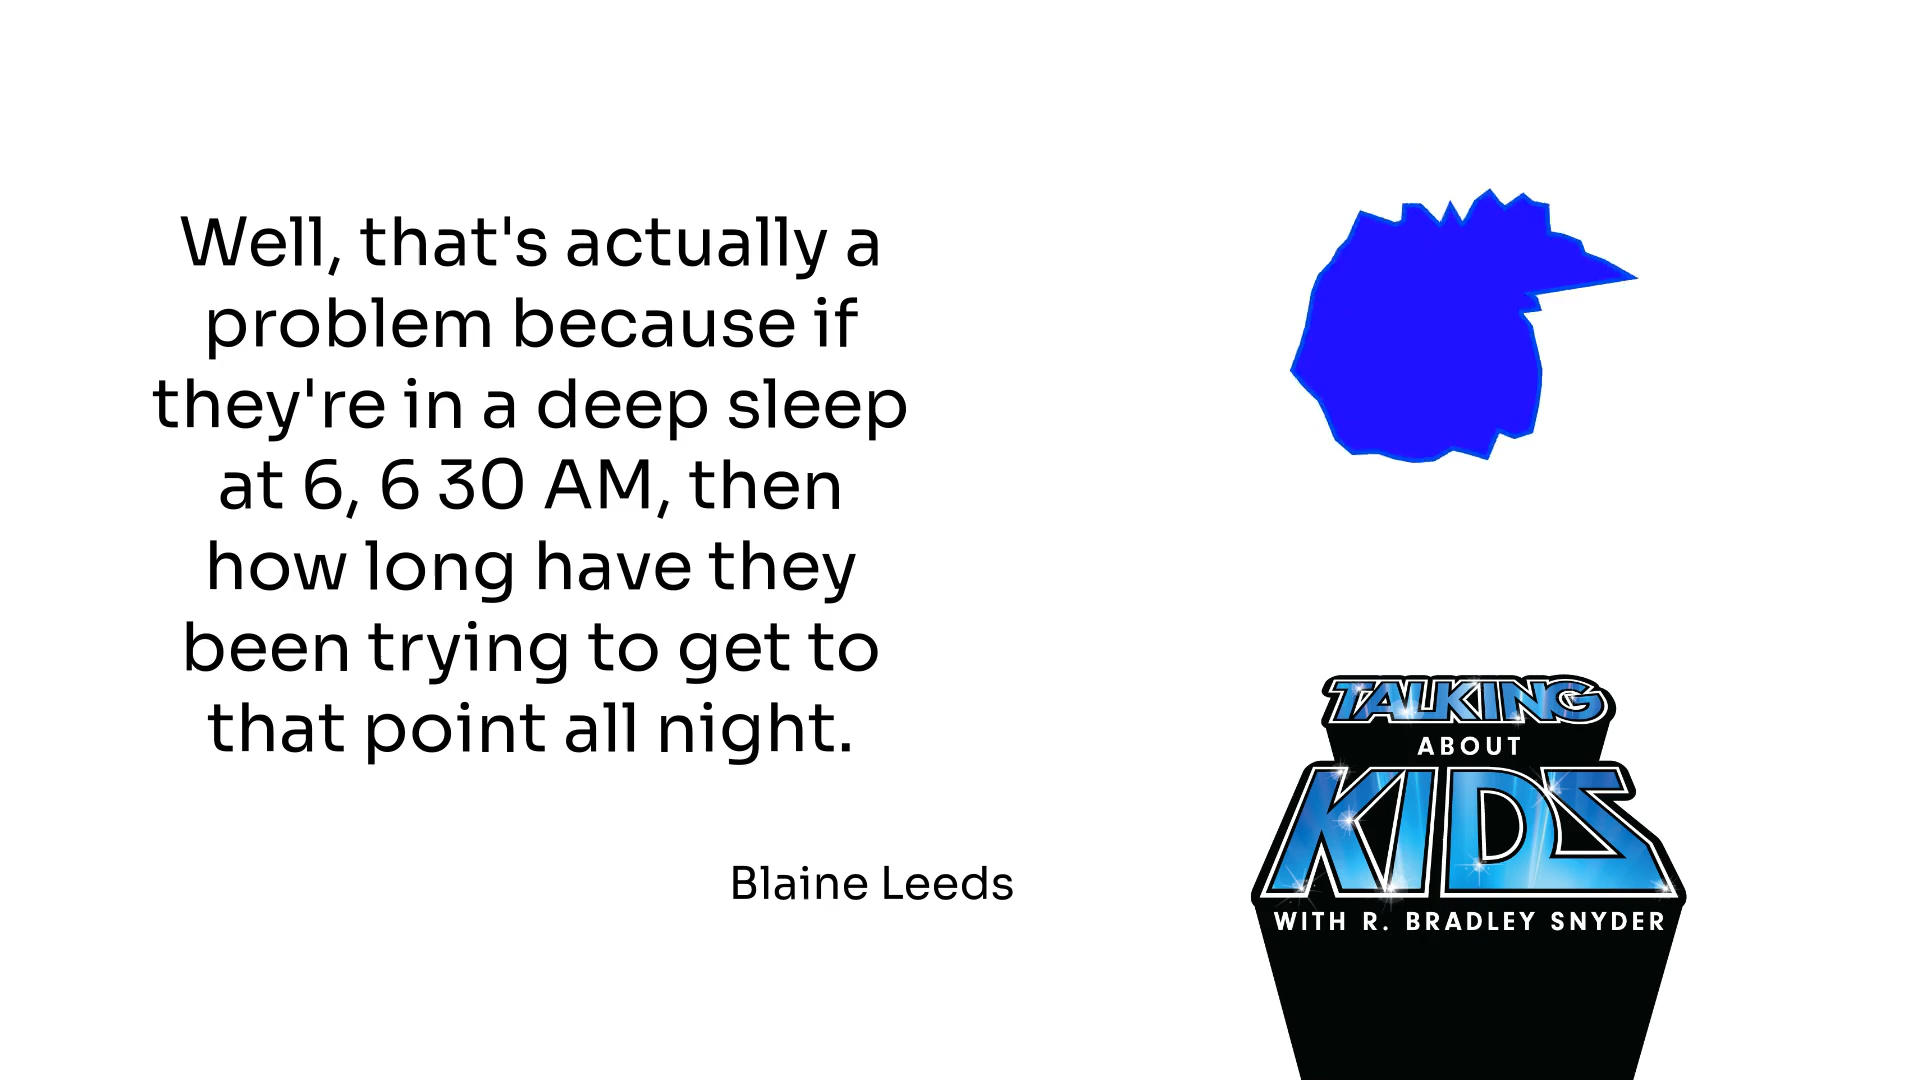 Well, that's actually a
problem because if
they're in a deep sleep
at 6, 6 30 AM, then
how long have they
been trying to get to
that point all night.
Blaine Leeds
TALKING
ABOUT
KIDS
WITH R. BRADLEY SNYDER